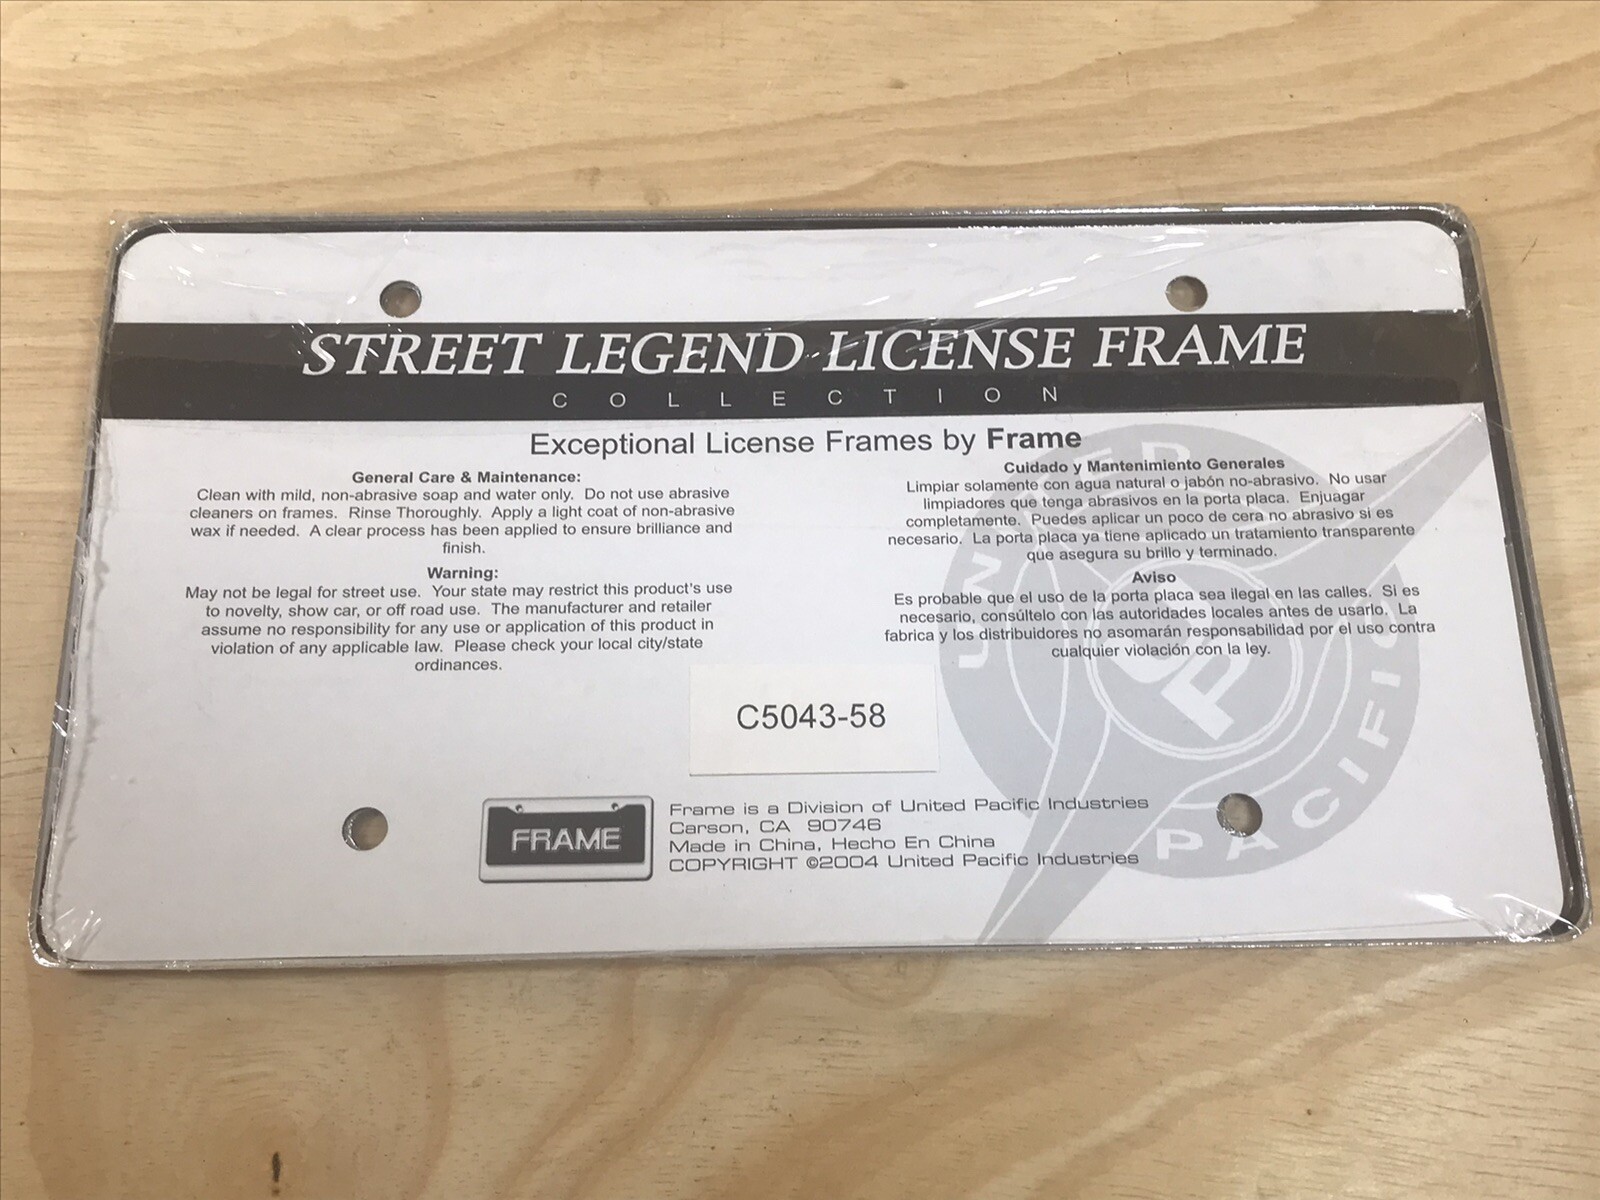 STREET LEGEND LICENSE FRAME
COLLECTION
Exceptional License Frames by Frame
General Care & Maintenance:
Clean with mild, non-abrasive soap and water only. Do not use abrasive
cleaners on frames. Rinse Thoroughly. Apply a light coat of non-abrasive
wax if needed. A clear process has been applied to ensure brilliance and
finish.
Warning:
May not be legal for street use. Your state may restrict this product's use
to novelty, show car, or off road use. The manufacturer and retailer
assume no responsibility for any use or application of this product in
violation of any applicable law. Please check your local city/state
ordinances.
Cuidado y Mantenimiento Generales
Limpiar solamente con agua natural o jabón no-abrasivo. No usar
limpiadores que tenga abrasivos en la porta placa. Enjuagar
completamente. Puedes aplicar un poco de cera no abrasivo si es
necesario. La porta placa ya tiene aplicado un tratamiento transparente
que asegura su brillo y terminado.
Aviso
Es probable que el uso de la porta placa sea ilegal en las calles. Si es
necesario, consúltelo con las autoridades locales antes de usarlo. La
fabrica y los distribuidores no asomarán responsabilidad por el uso contra
cualquier violación con la ley.
UNITED
UP
PACIFIC
C5043-58
FRAME
Frame is a Division of United Pacific Industries
Carson, CA 90746
Made in China, Hecho En China
COPYRIGHT ©2004 United Pacific Industries